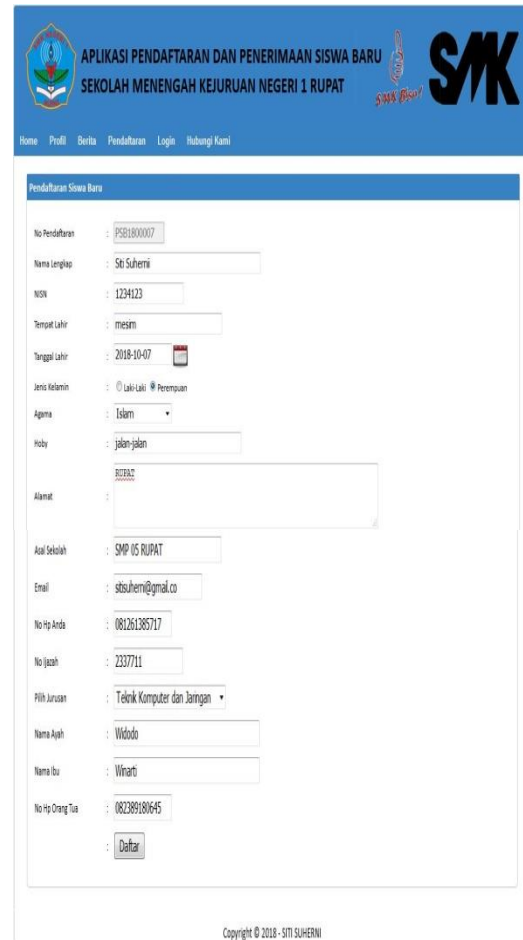 APLIKASI PENDAFTARAN DAN PENERIMAAN SISWA BARU
SEKOLAH MENENGAH KEJURUAN NEGERI 1 RUPAT
SMK Bisa!
SMK
Home Profil Berita Pendaftaran Login Hubungi Kami
Pendaftaran Siswa Baru
No Pendaftaran : PSB1800007
Nama Lengkap : Siti Suherni
NISN : 1234123
Tempat Lahir : mesim
Tanggal Lahir : 2018-10-07
Jenis Kelamin : Laki-Laki Perempuan
Agama : Islam
Hoby : jalan-jalan
Alamat : RUPAT
Asal Sekolah : SMP 05 RUPAT
Email : sitisuherni@gmail.co
No Hp Anda : 081261385717
No Ijazah : 2337711
Pilih Jurusan : Teknik Komputer dan Jaringan
Nama Ayah : Widodo
Nama Ibu : Winarti
No Hp Orang Tua : 082389180645
: Daftar
Copyright © 2018 - SITI SUHERNI